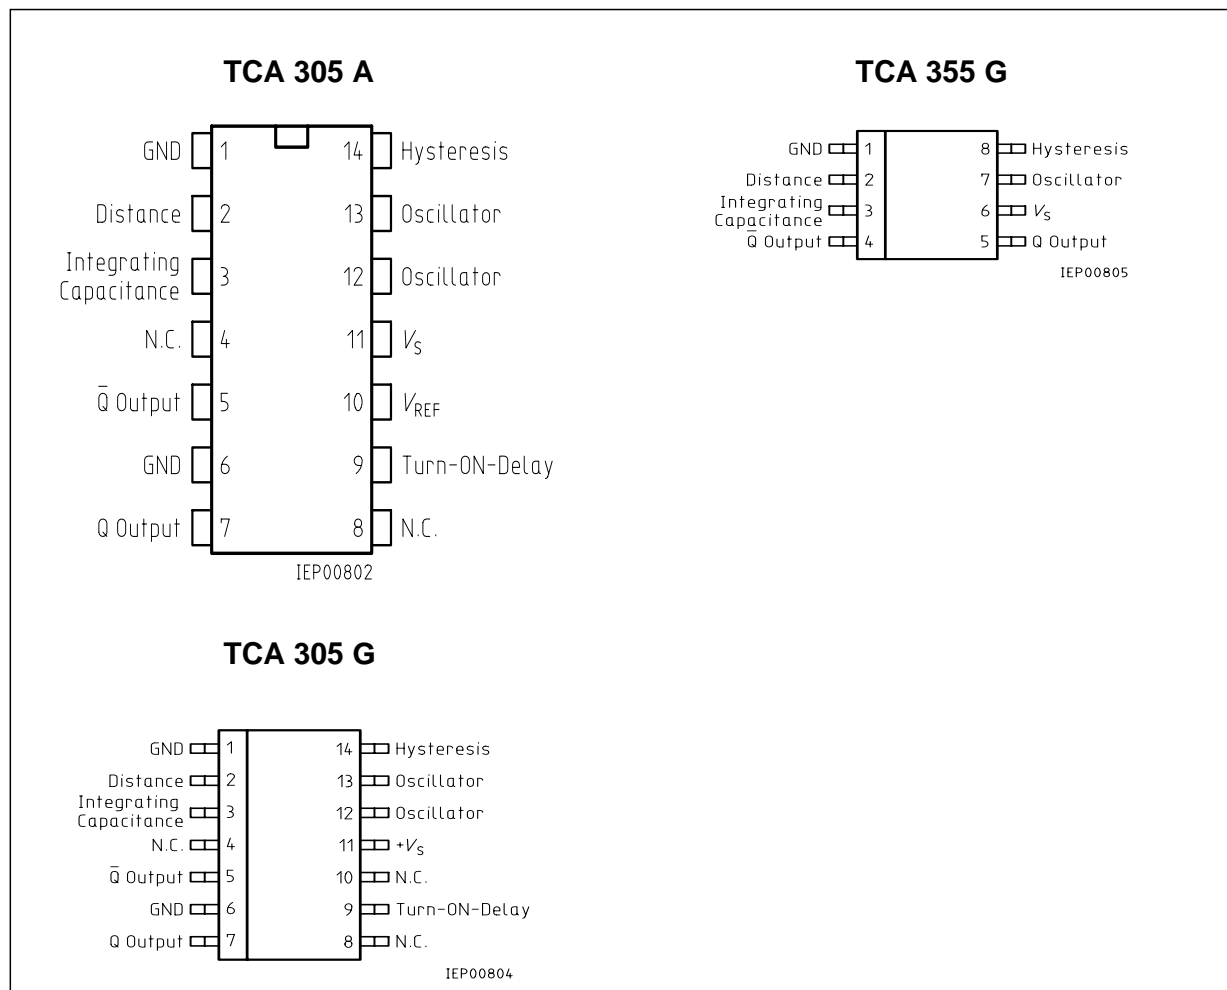 TCA 305 A
GND 1 14 Hysteresis
Distance 2 13 Oscillator
Integrating
Capacitance 3 12 Oscillator
N.C. 4 11 VS
Q̅ Output 5 10 VREF
GND 6 9 Turn-ON-Delay
Q Output 7 8 N.C.
IEP00802
TCA 355 G
GND 1 8 Hysteresis
Distance 2 7 Oscillator
Integrating
Capacitance 3 6 VS
Q̅ Output 4 5 Q Output
IEP00805
TCA 305 G
GND 1 14 Hysteresis
Distance 2 13 Oscillator
Integrating
Capacitance 3 12 Oscillator
N.C. 4 11 +VS
Q̅ Output 5 10 N.C.
GND 6 9 Turn-ON-Delay
Q Output 7 8 N.C.
IEP00804